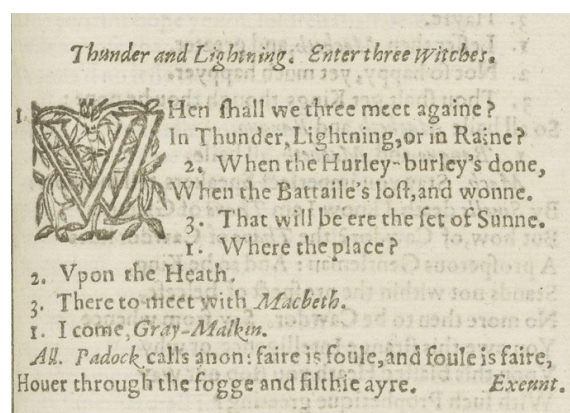 Thunder and Lightning. Enter three Witches.
1. WHen ſhall we three meet againe?
In Thunder, Lightning, or in Raine?
2. When the Hurley-burley's done,
When the Battaile's loſt, and wonne.
3. That will be ere the ſet of Sunne.
1. Where the place?
2. Vpon the Heath.
3. There to meet with Macbeth.
1. I come, Gray-Malkin.
All. Padock calls anon: faire is foule, and foule is faire,
Houer through the fogge and filthie ayre. Exeunt.